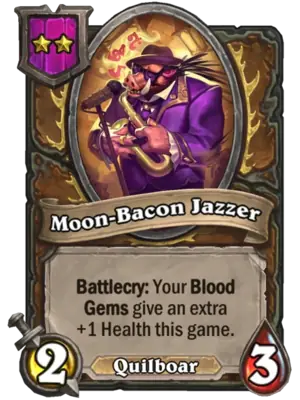 Moon-Bacon Jazzer
Battlecry: Your Blood
Gems give an extra
+1 Health this game.
2
Quilboar
3